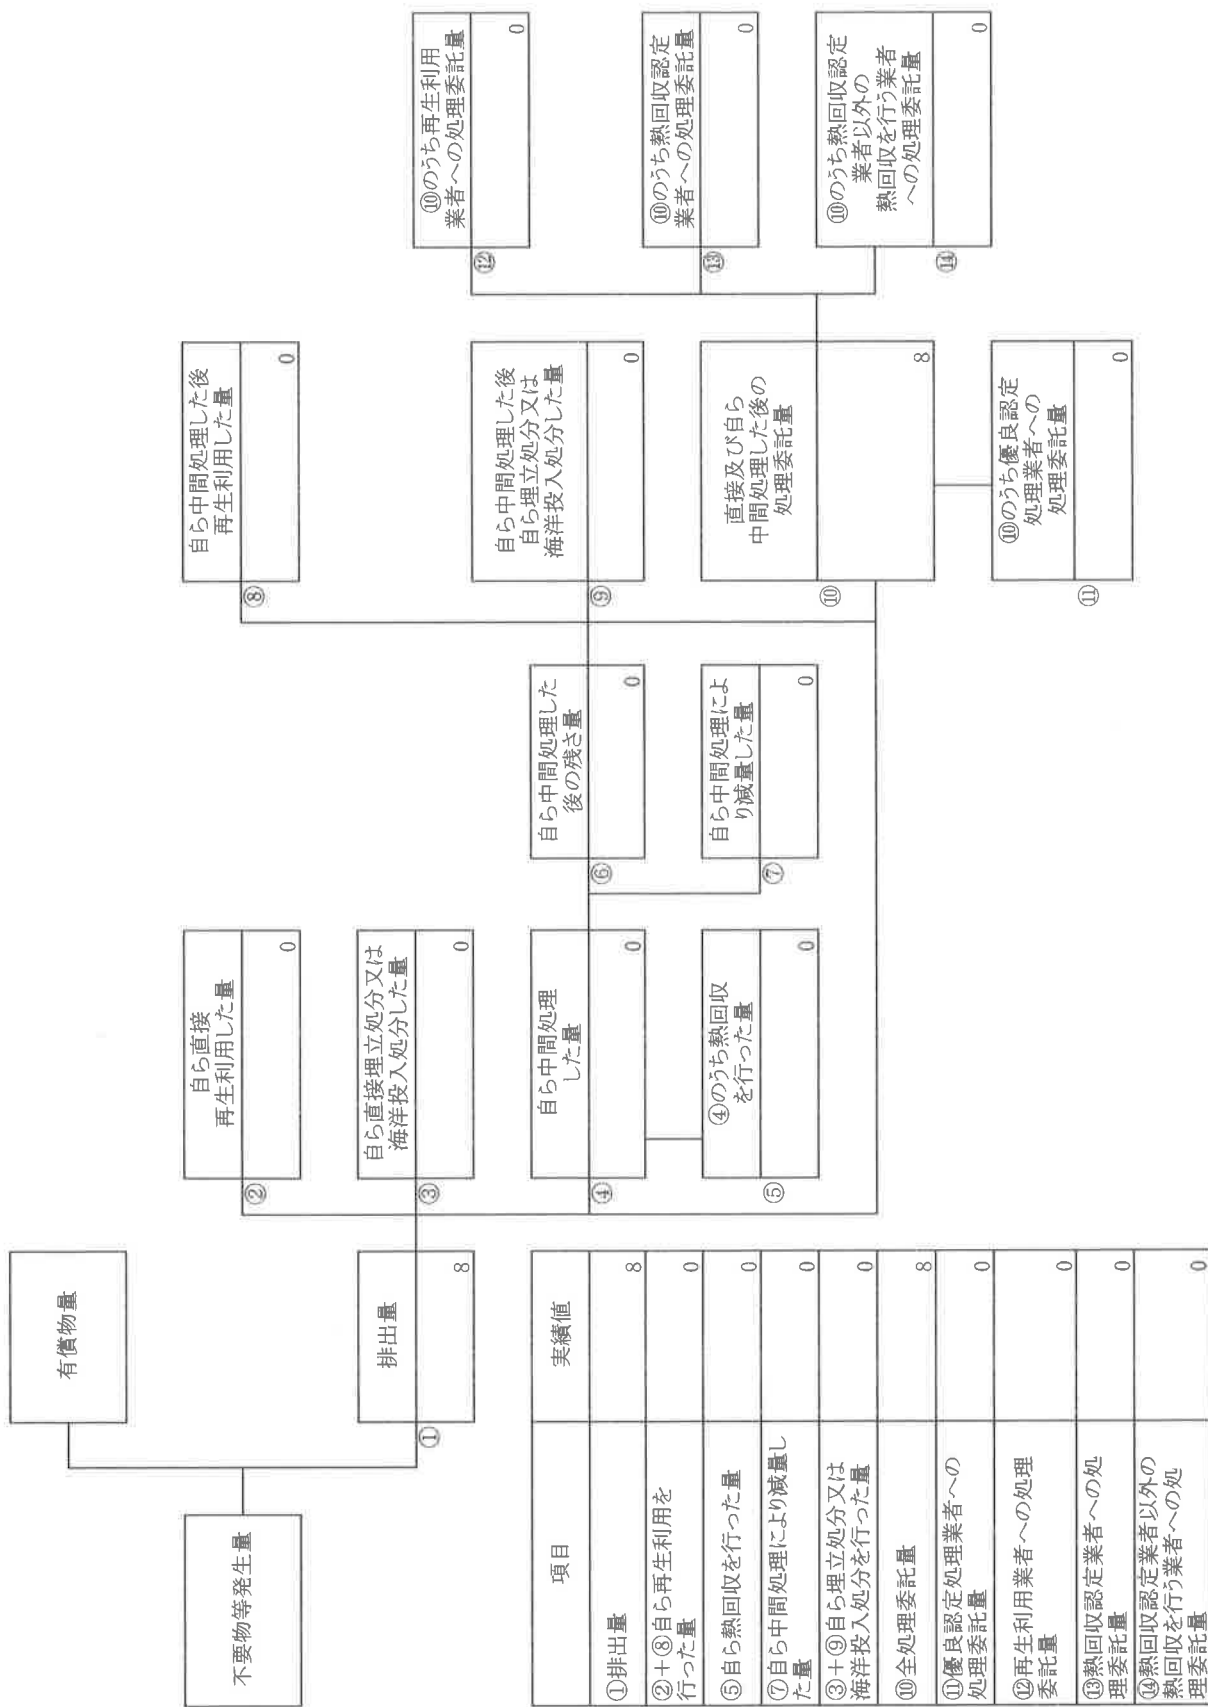 不要物等発生量
有償物量
①
排出量
8
②
自ら直接
再生利用した量
0
③
自ら直接埋立処分又は
海洋投入処分した量
0
④
自ら中間処理
した量
0
⑤
④のうち熱回収
を行った量
0
⑥
自ら中間処理した
後の残さ量
0
⑦
自ら中間処理によ
り減量した量
0
⑧
自ら中間処理した後
再生利用した量
0
⑨
自ら中間処理した後
自ら埋立処分又は
海洋投入処分した量
0
⑩
直接及び自ら
中間処理した後の
処理委託量
8
⑪
⑩のうち優良認定
処理業者への
処理委託量
0
⑫
⑩のうち再生利用
業者への処理委託量
0
⑬
⑩のうち熱回収認定
業者への処理委託量
0
⑭
⑩のうち熱回収認定
業者以外の
熱回収を行う業者
への処理委託量
0
項目 実績値
①排出量 8
②+⑧自ら再生利用を
行った量 0
⑤自ら熱回収を行った量 0
⑦自ら中間処理により減量し
た量 0
③+⑨自ら埋立処分又は
海洋投入処分を行った量 0
⑩全処理委託量 8
⑪優良認定処理業者への
処理委託量 0
⑫再生利用業者への処理
委託量 0
⑬熱回収認定業者への処
理委託量 0
⑭熱回収認定業者以外の
熱回収を行う業者への処
理委託量 0